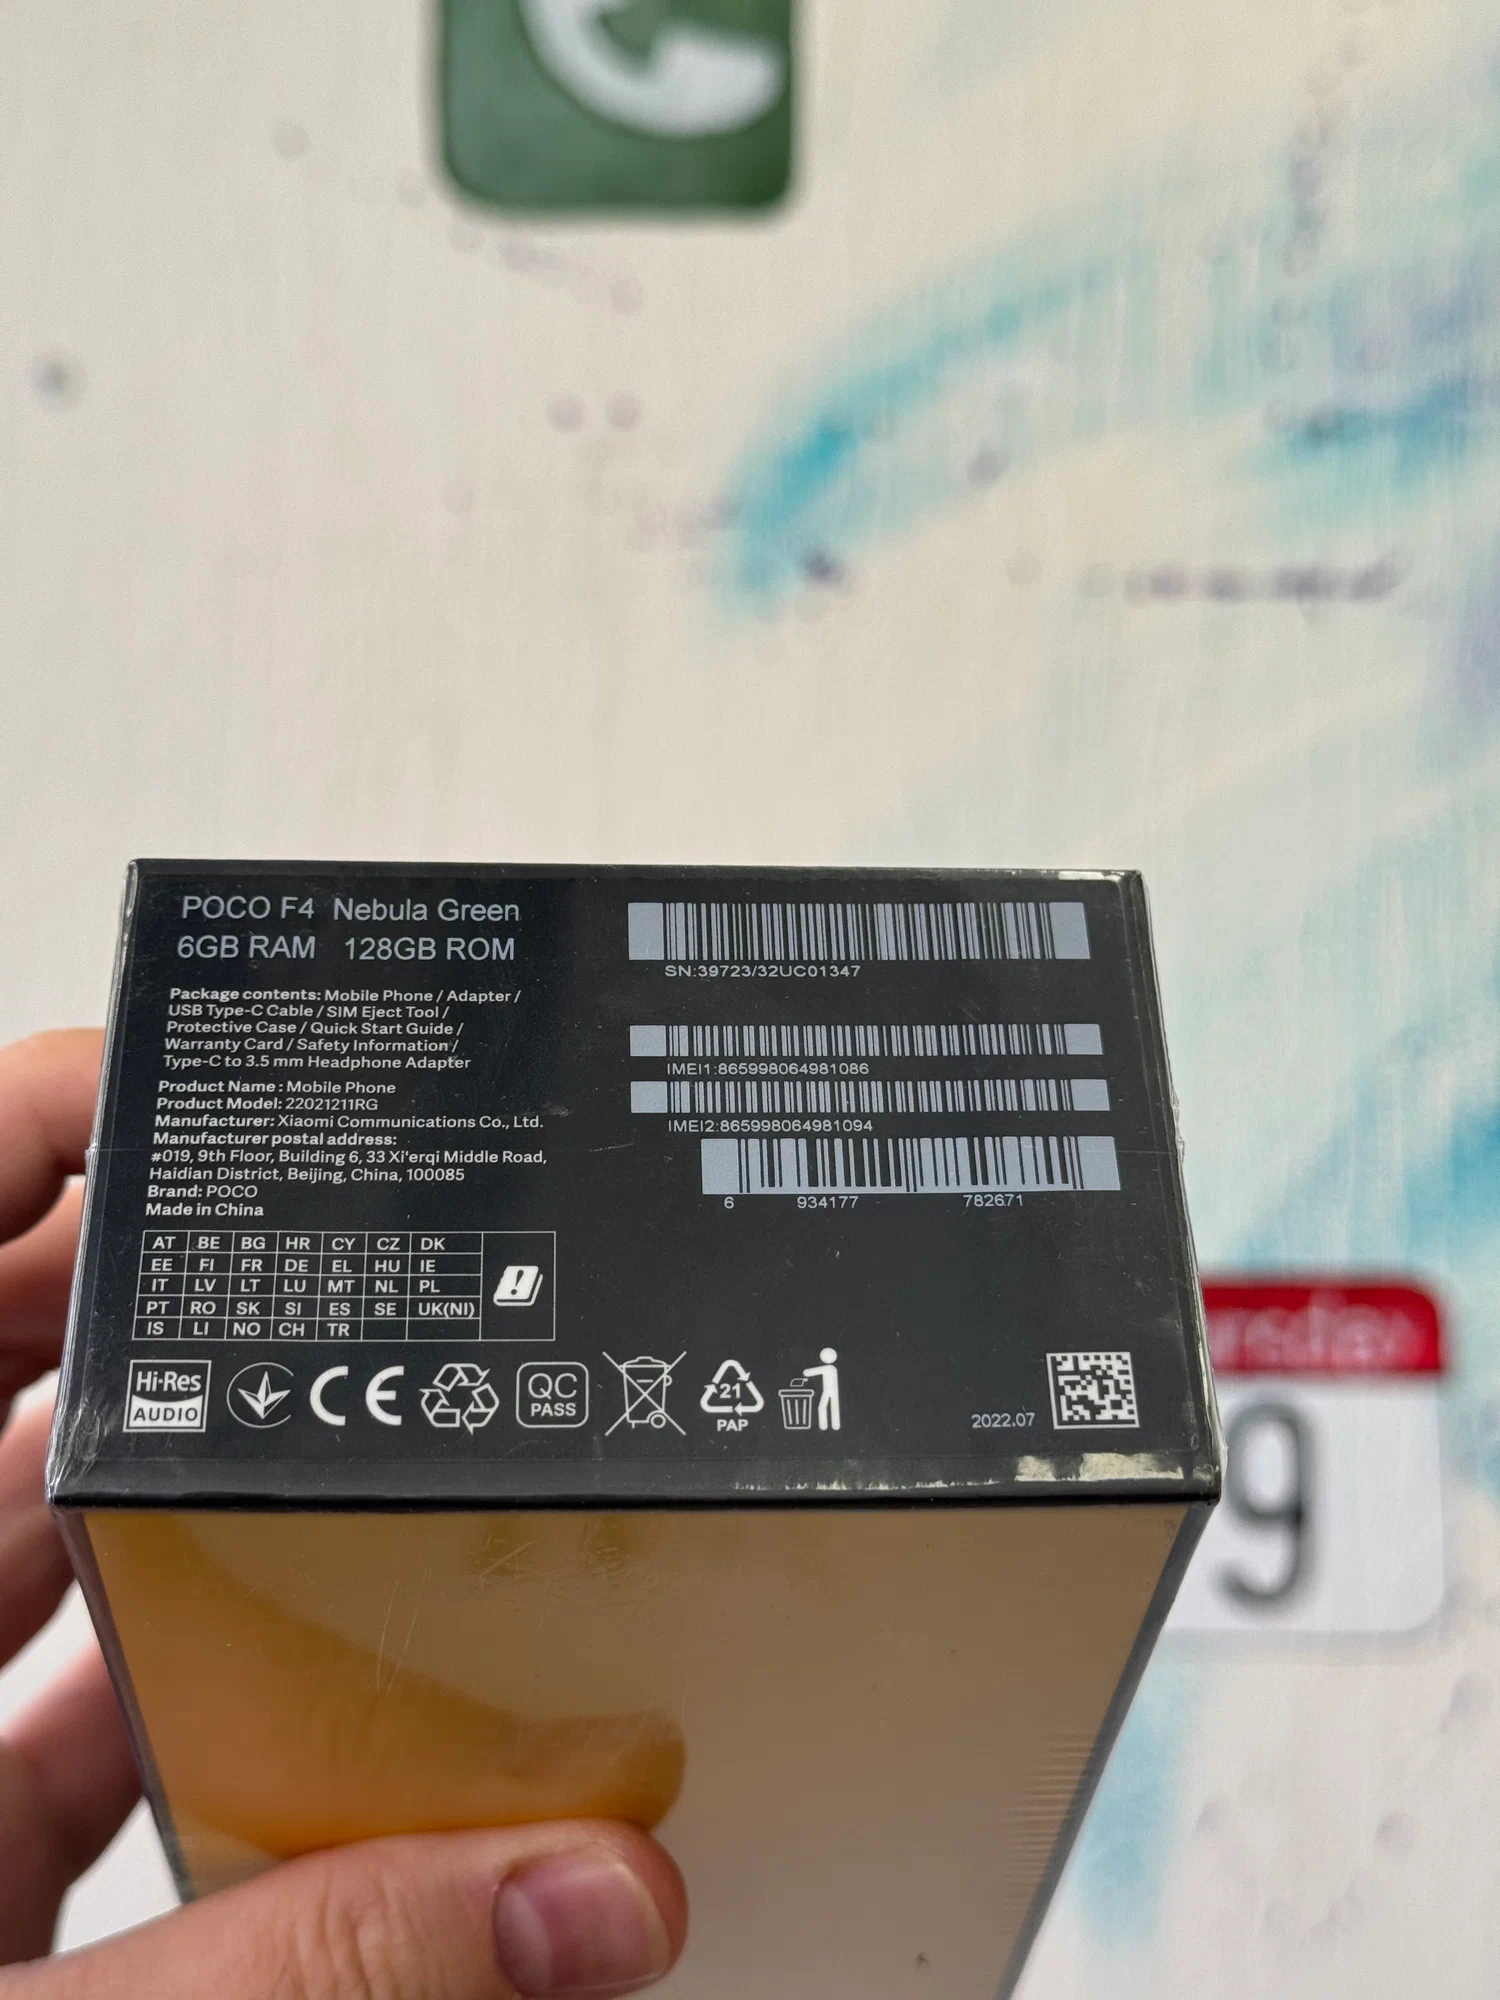 POCO F4 Nebula Green
6GB RAM 128GB ROM
Package contents: Mobile Phone / Adapter /
USB Type-C Cable / SIM Eject Tool /
Protective Case / Quick Start Guide /
Warranty Card / Safety Information /
Type-C to 3.5 mm Headphone Adapter
Product Name: Mobile Phone
Product Model: 22021211RG
Manufacturer: Xiaomi Communications Co., Ltd.
Manufacturer postal address:
#019, 9th Floor, Building 6, 33 Xi'erqi Middle Road,
Haidian District, Beijing, China, 100085
Brand: POCO
Made in China
AT BE BG HR CY CZ DK
EE FI FR DE EL HU IE
IT LV LT LU MT NL PL
PT RO SK SI ES SE UK(NI)
IS LI NO CH TR
Hi-Res
AUDIO
CE
QC
PASS
21
PAP
SN:39723/32UC01347
IMEI1:865998064981086
IMEI2:865998064981094
6 934177 782671
2022.07
9